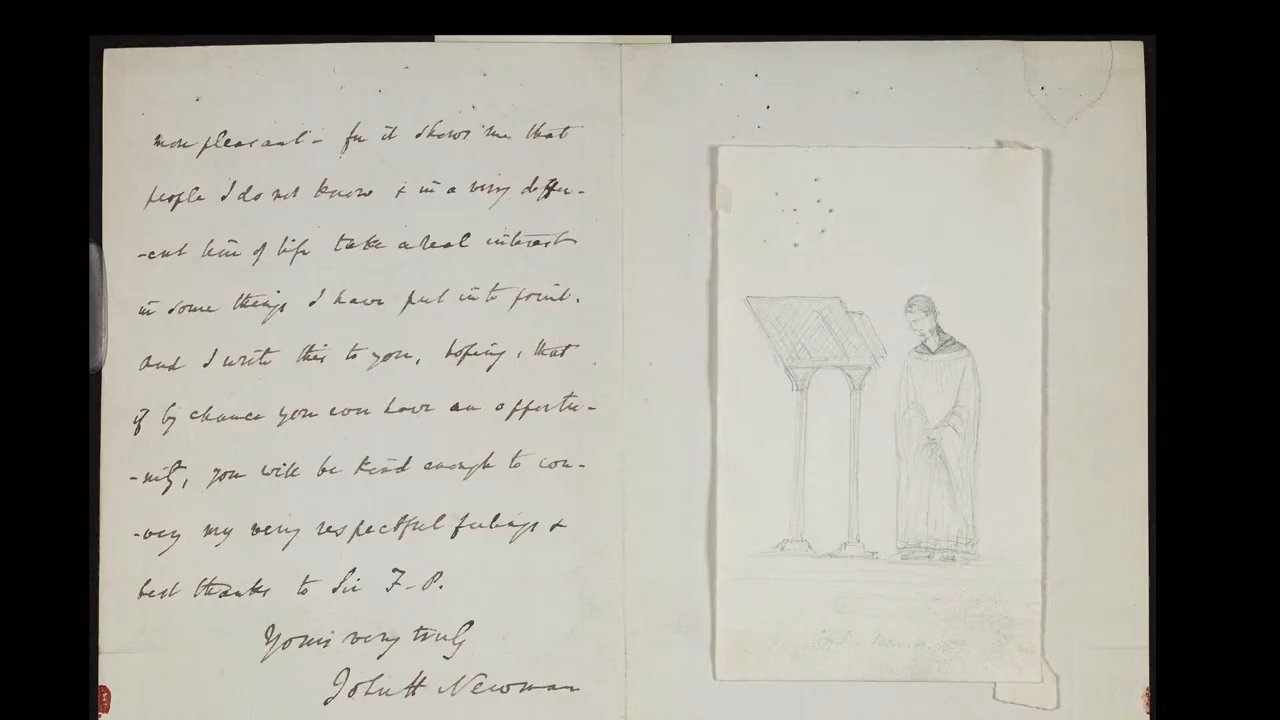 more pleasant - for it shows me that
people I do not know & in a very differ-
-ent line of life take a real interest
in some things I have put into print.
And I write this to you, hoping, that
if by chance you can have an opportu-
-nity, you will be kind enough to con-
-vey my very respectful feelings &
best thanks to Sir F. P.
Yours very truly
John H Newman